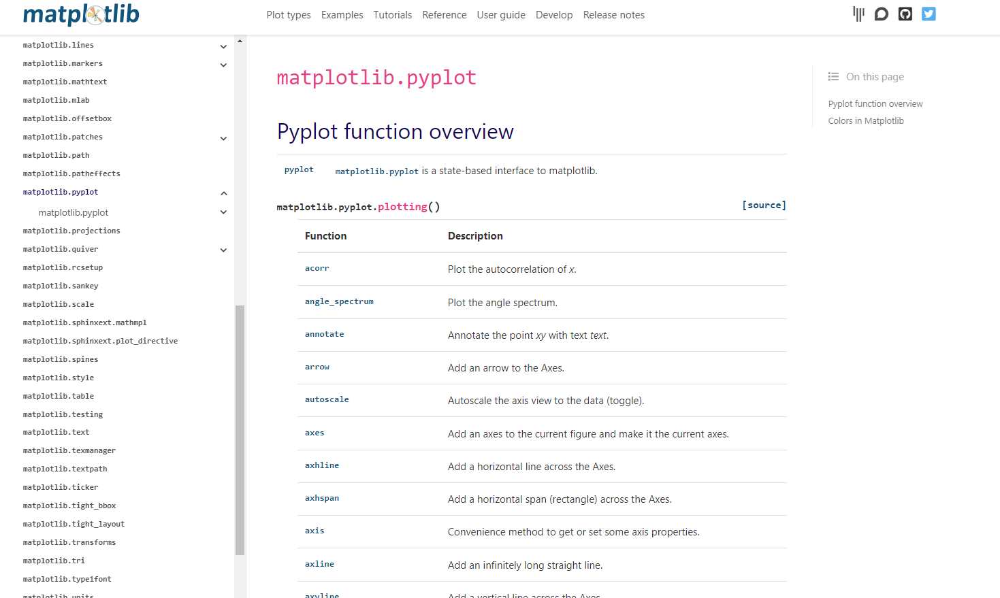 matplotlib
Plot types Examples Tutorials Reference User guide Develop Release notes
matplotlib.lines
matplotlib.markers
matplotlib.mathtext
matplotlib.mlab
matplotlib.offsetbox
matplotlib.patches
matplotlib.path
matplotlib.patheffects
matplotlib.pyplot
matplotlib.pyplot
matplotlib.projections
matplotlib.quiver
matplotlib.rcsetup
matplotlib.sankey
matplotlib.scale
matplotlib.sphinxext.mathmpl
matplotlib.sphinxext.plot_directive
matplotlib.spines
matplotlib.style
matplotlib.table
matplotlib.testing
matplotlib.text
matplotlib.texmanager
matplotlib.textpath
matplotlib.ticker
matplotlib.tight_bbox
matplotlib.tight_layout
matplotlib.transforms
matplotlib.tri
matplotlib.type1font
matplotlib.units
matplotlib.pyplot
Pyplot function overview
pyplot matplotlib.pyplot is a state-based interface to matplotlib.
matplotlib.pyplot.plotting() [source]
Function Description
acorr Plot the autocorrelation of x.
angle_spectrum Plot the angle spectrum.
annotate Annotate the point xy with text text.
arrow Add an arrow to the Axes.
autoscale Autoscale the axis view to the data (toggle).
axes Add an axes to the current figure and make it the current axes.
axhline Add a horizontal line across the Axes.
axhspan Add a horizontal span (rectangle) across the Axes.
axis Convenience method to get or set some axis properties.
axline Add an infinitely long straight line.
axvline Add a vertical line across the Axes.
On this page
Pyplot function overview
Colors in Matplotlib